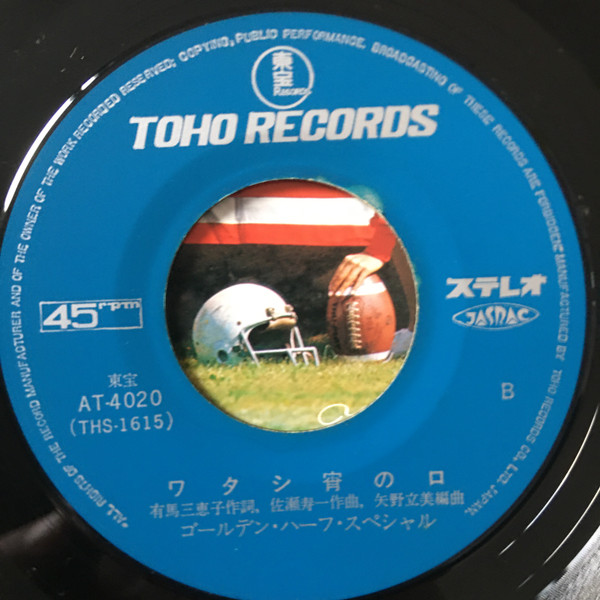 *ALL RIGHTS OF THE RECORD MANUFACTURER AND OF THE OWNER OF THE WORK RECORDED RESERVED; COPYING, PUBLIC PERFORMANCE, BROADCASTING OF THESE RECORDS ARE FORBIDDEN. MANUFACTURED BY TOHO RECORDS CO., LTD. JAPAN.
東宝
RECORDS
TOHO RECORDS
45rpm
ステレオ
JASRAC
東宝
AT-4020
(THS-1615)
B
ワタシ宵の口
有馬三恵子作詞、佐瀬寿一作曲、矢野立美編曲
ゴールデン・ハーフ・スペシャル